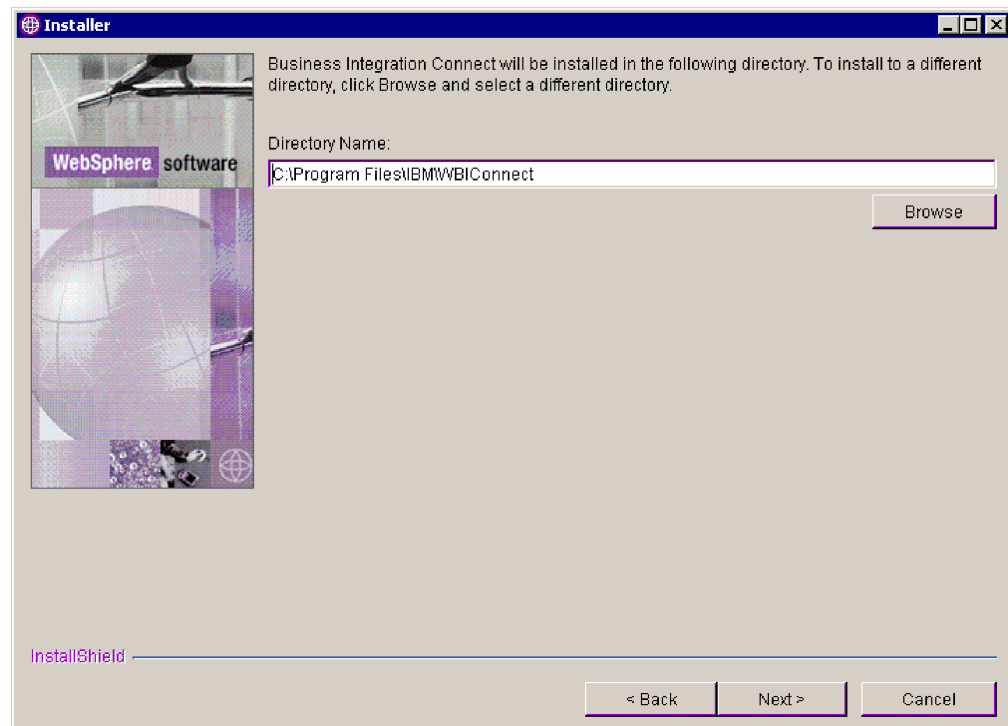 Installer
Business Integration Connect will be installed in the following directory. To install to a different
directory, click Browse and select a different directory.
WebSphere software
Directory Name:
C:\Program Files\IBM\WBIConnect
Browse
InstallShield
< Back
Next >
Cancel